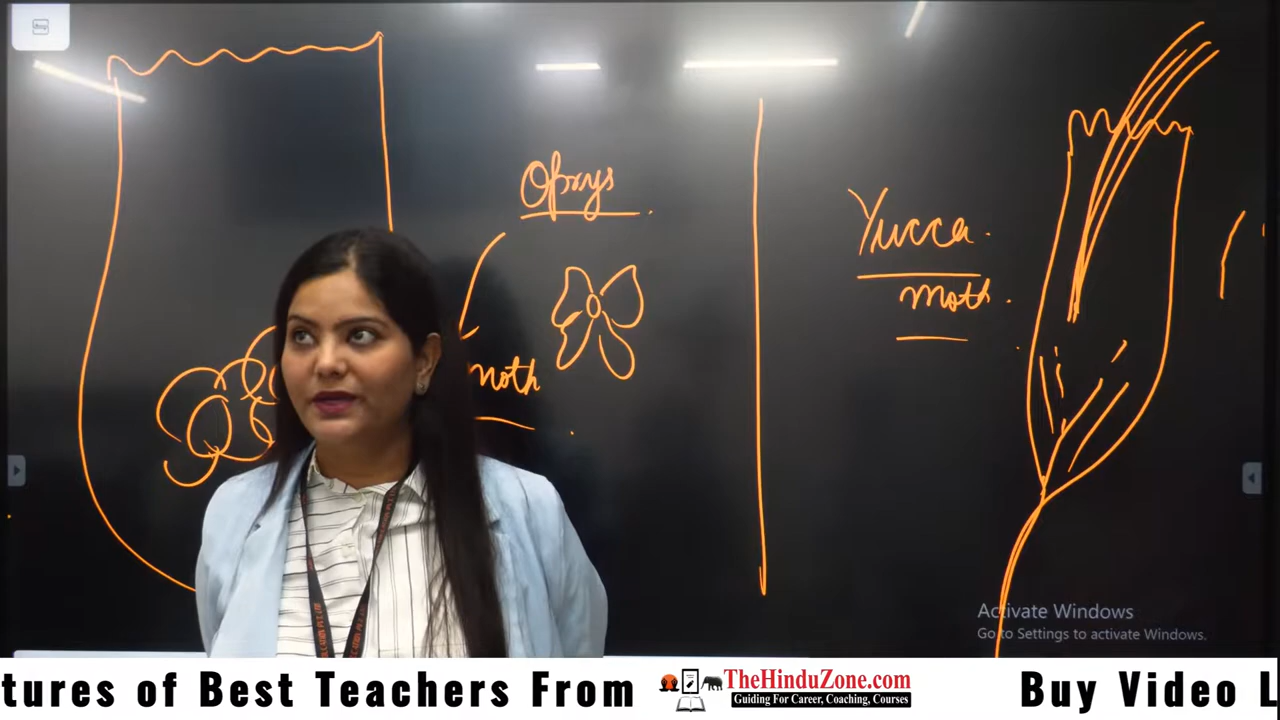 Ophrys
moth
Yucca
moth
Activate Windows
Go to Settings to activate Windows.
tures of Best Teachers From
TheHinduZone.com
Guiding For Career, Coaching, Courses
Buy Video L